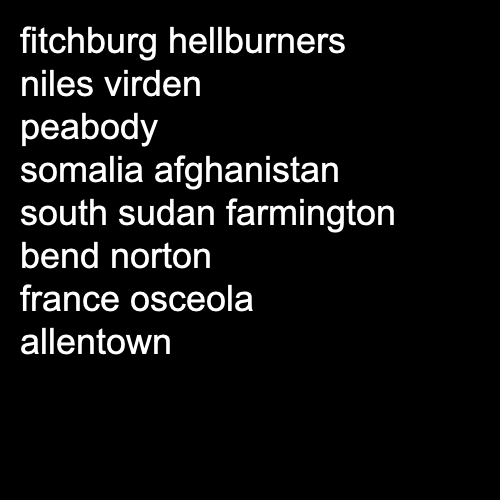 fitchburg hellburners
niles virden
peabody
somalia afghanistan
south sudan farmington
bend norton
france osceola
allentown